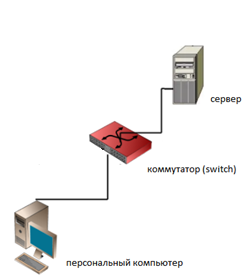 сервер
коммутатор (switch)
персональный компьютер